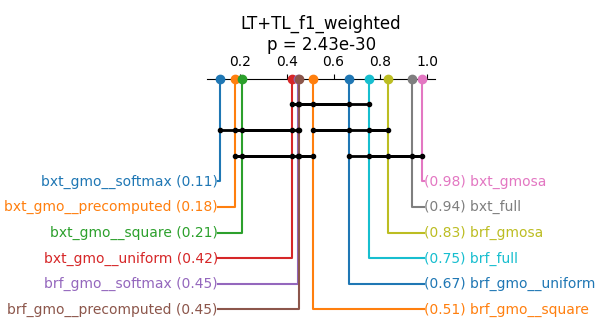 LT+TL_f1_weighted
p = 2.43e-30
0.2 0.4 0.6 0.8 1.0
bxt_gmo__softmax (0.11) (0.98) bxt_gmosa
bxt_gmo__precomputed (0.18) (0.94) bxt_full
bxt_gmo__square (0.21) (0.83) brf_gmosa
bxt_gmo__uniform (0.42) (0.75) brf_full
brf_gmo__softmax (0.45) (0.67) brf_gmo__uniform
brf_gmo__precomputed (0.45) (0.51) brf_gmo__square